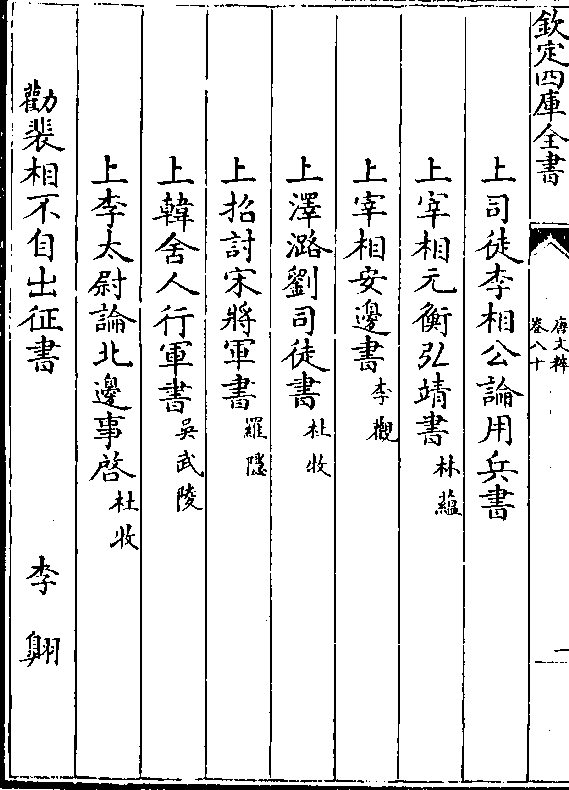 欽定四庫全書
唐文粹
卷八十
一
上司徒李相公論用兵書
上宰相元衡弘靖書 林藴
上宰相安邊書 李觀
上澤潞劉司徒書 杜牧
上招討宋將軍書 羅隱
上韓舍人行軍書 吳武陵
上李太尉論北邊事啓 杜牧
勸裴相不自出征書 李翺